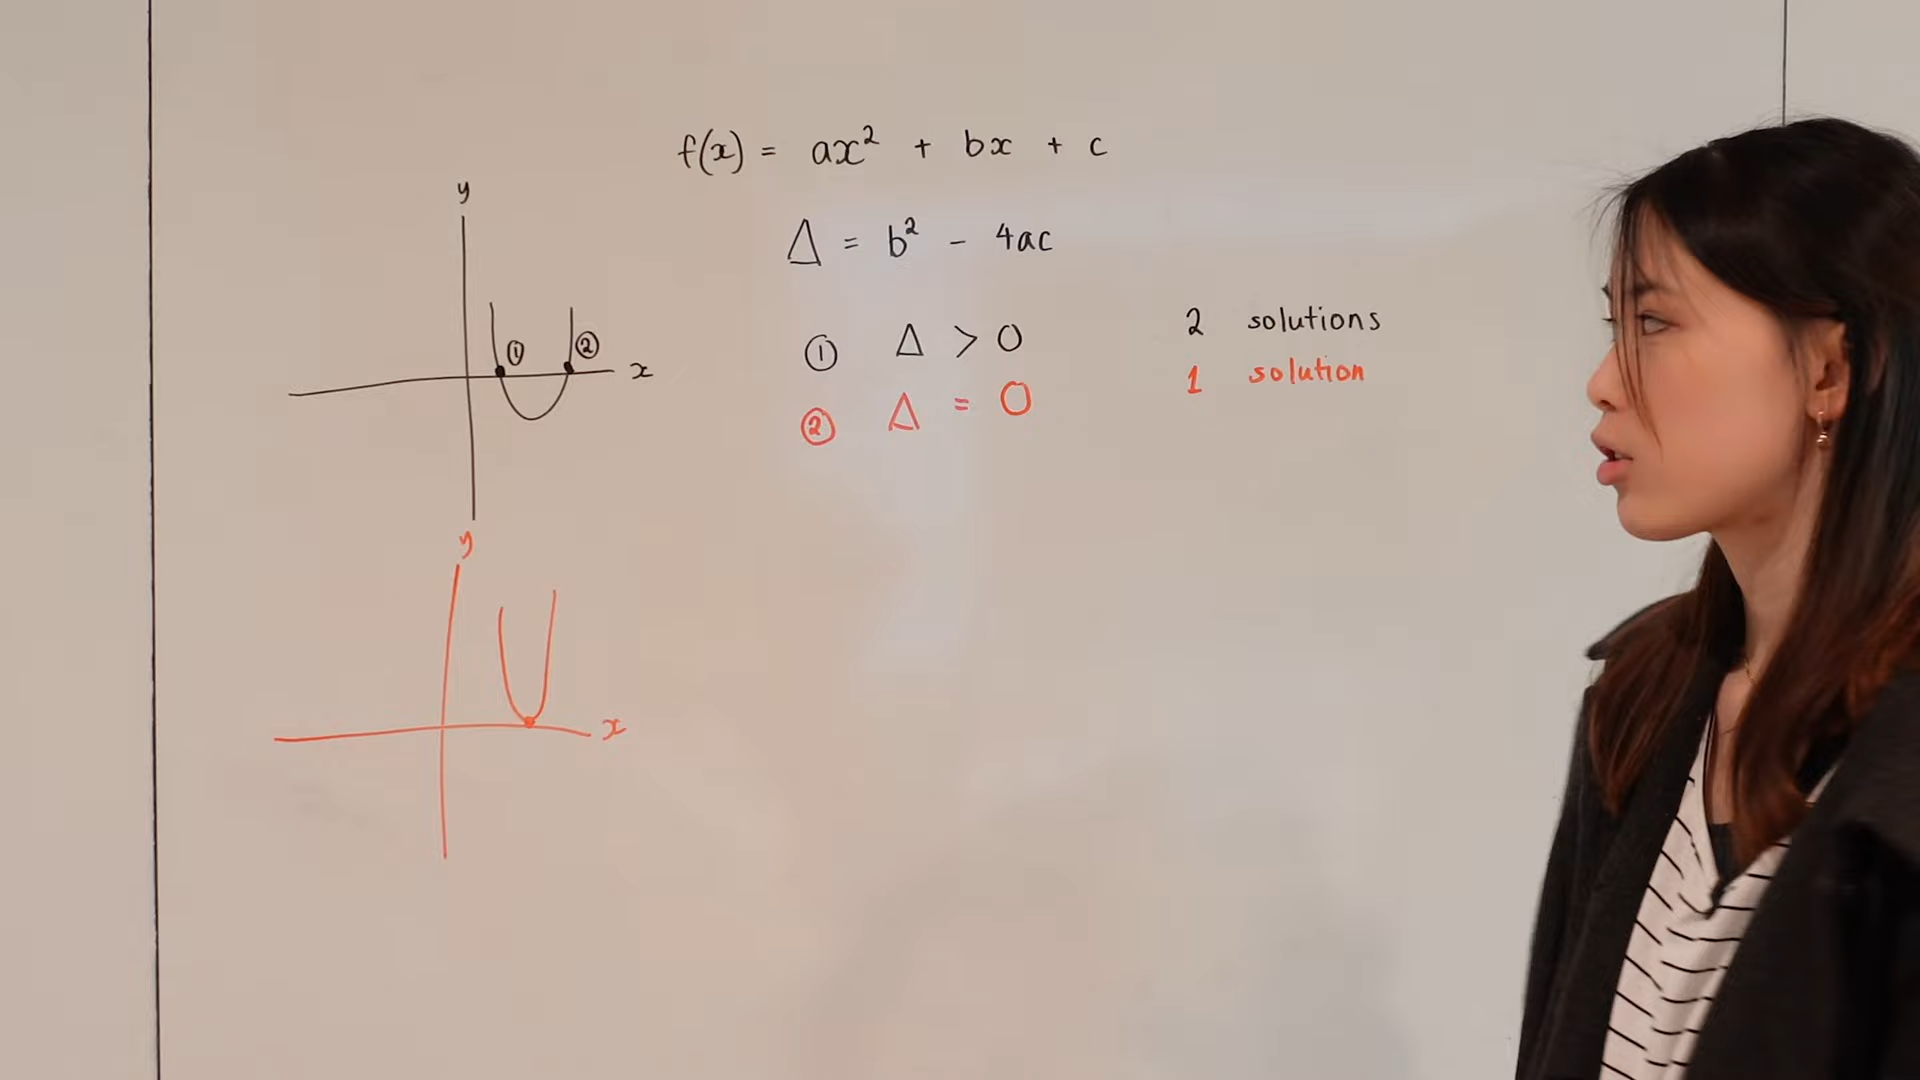 f(x) = ax² + bx + c
y
Δ = b² - 4ac
① Δ > 0 2 solutions
① ② x
② Δ = 0 1 solution
y
x